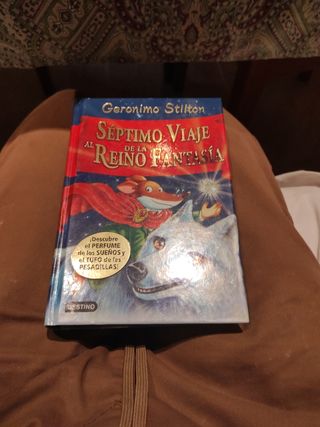 Geronimo Stilton
SÉPTIMO VIAJE
AL REINO DE LA FANTASÍA
¡Descubre
el PERFUME
de los SUEÑOS y
el TUFO de las
PESADILLAS!
DESTINO